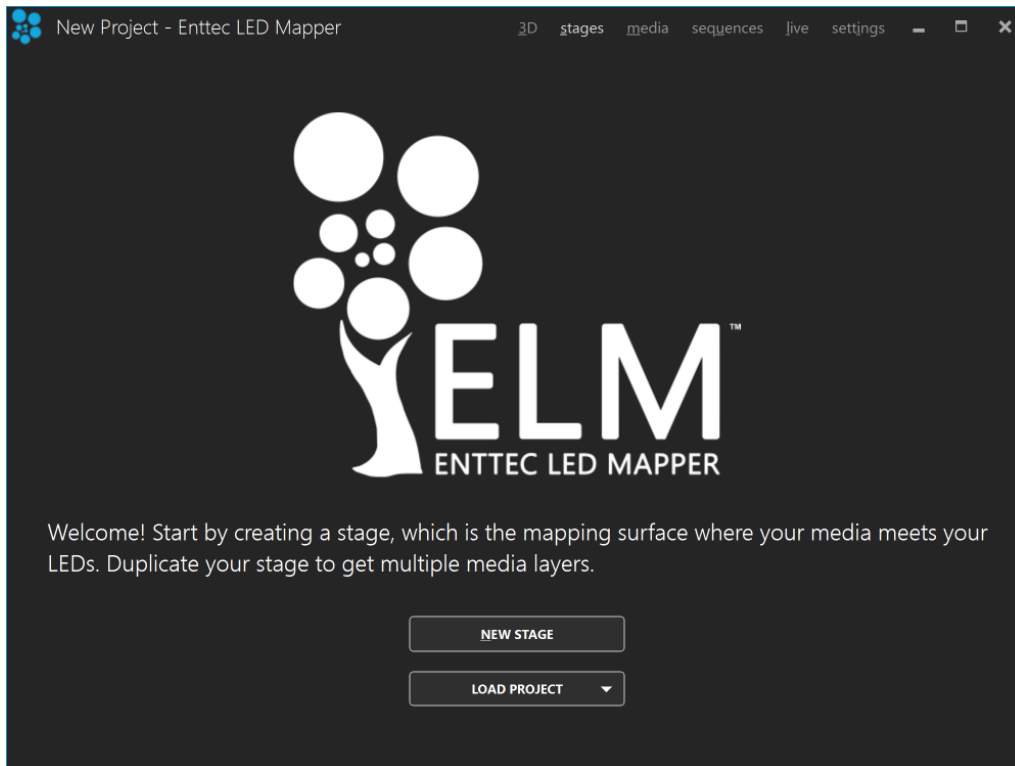 New Project - Enttec LED Mapper 3D stages media sequences live settings
ELM™
ENTTEC LED MAPPER
Welcome! Start by creating a stage, which is the mapping surface where your media meets your
LEDs. Duplicate your stage to get multiple media layers.
NEW STAGE
LOAD PROJECT